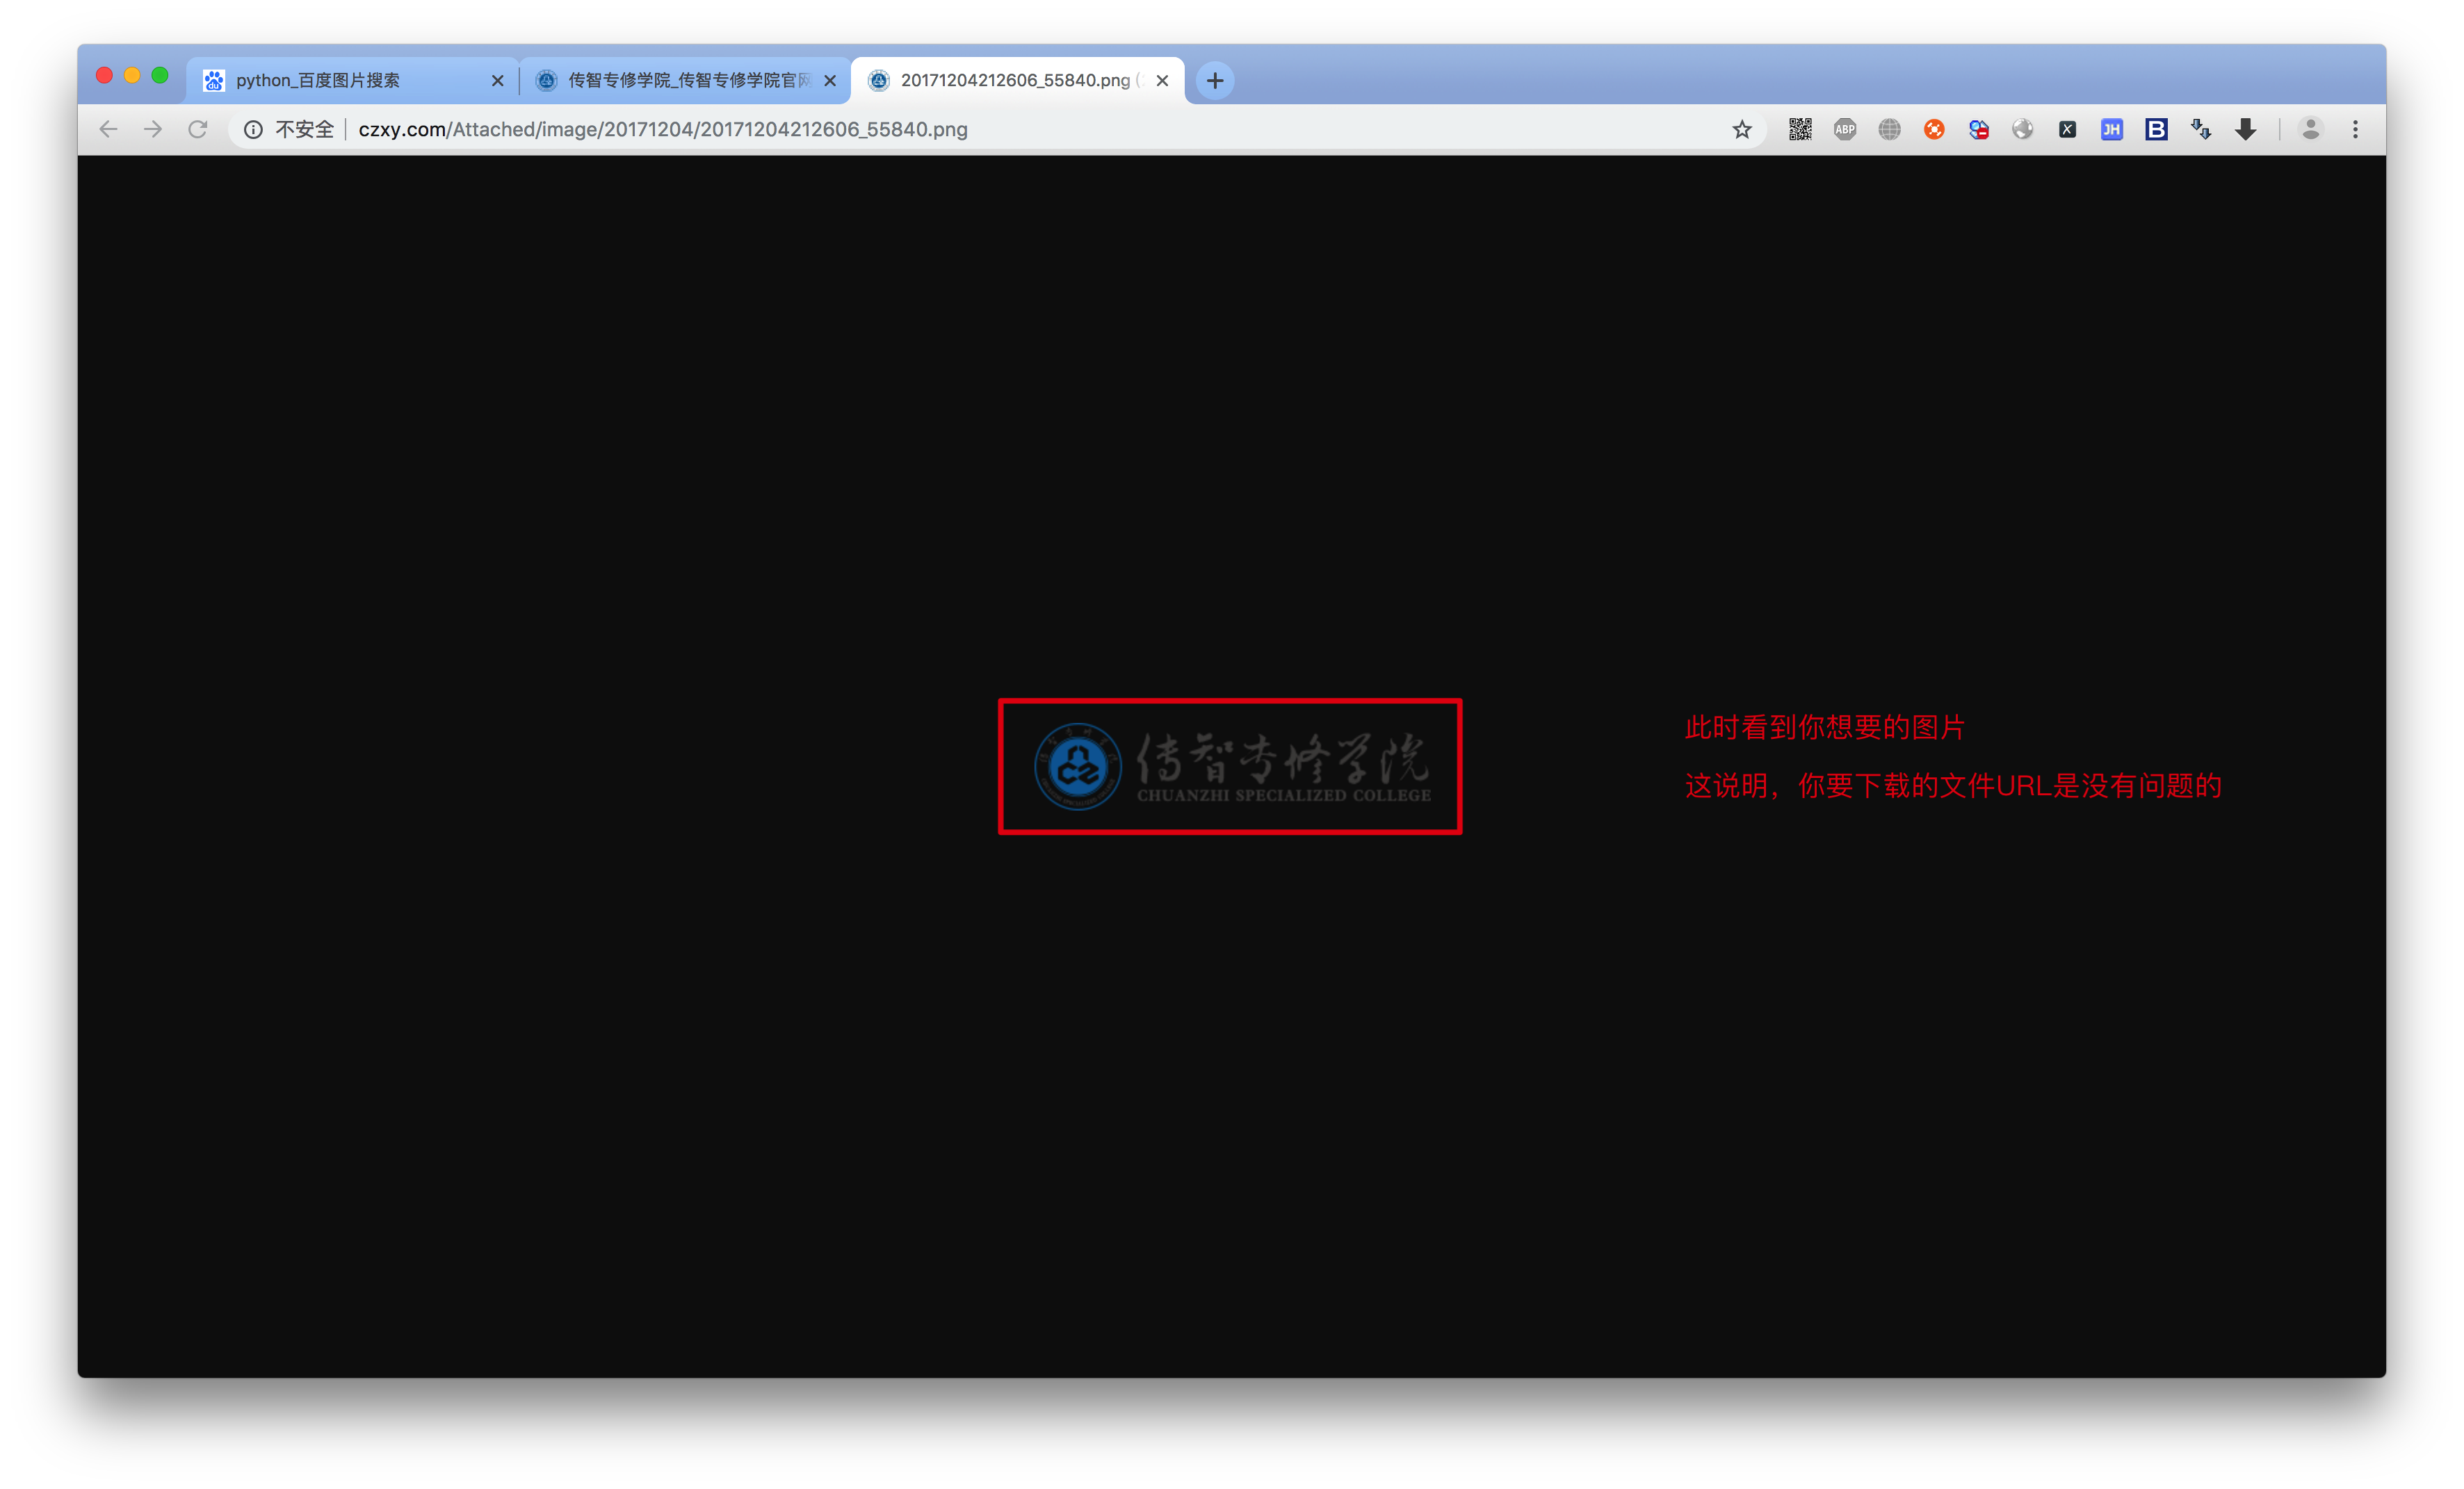 python_百度图片搜索
传智专修学院_传智专修学院官网
20171204212606_55840.png (
不安全
czxy.com/Attached/image/20171204/20171204212606_55840.png
ABP
JH
B
传智专修学院
CHUANZHI SPECIALIZED COLLEGE
此时看到你想要的图片
这说明，你要下载的文件URL是没有问题的